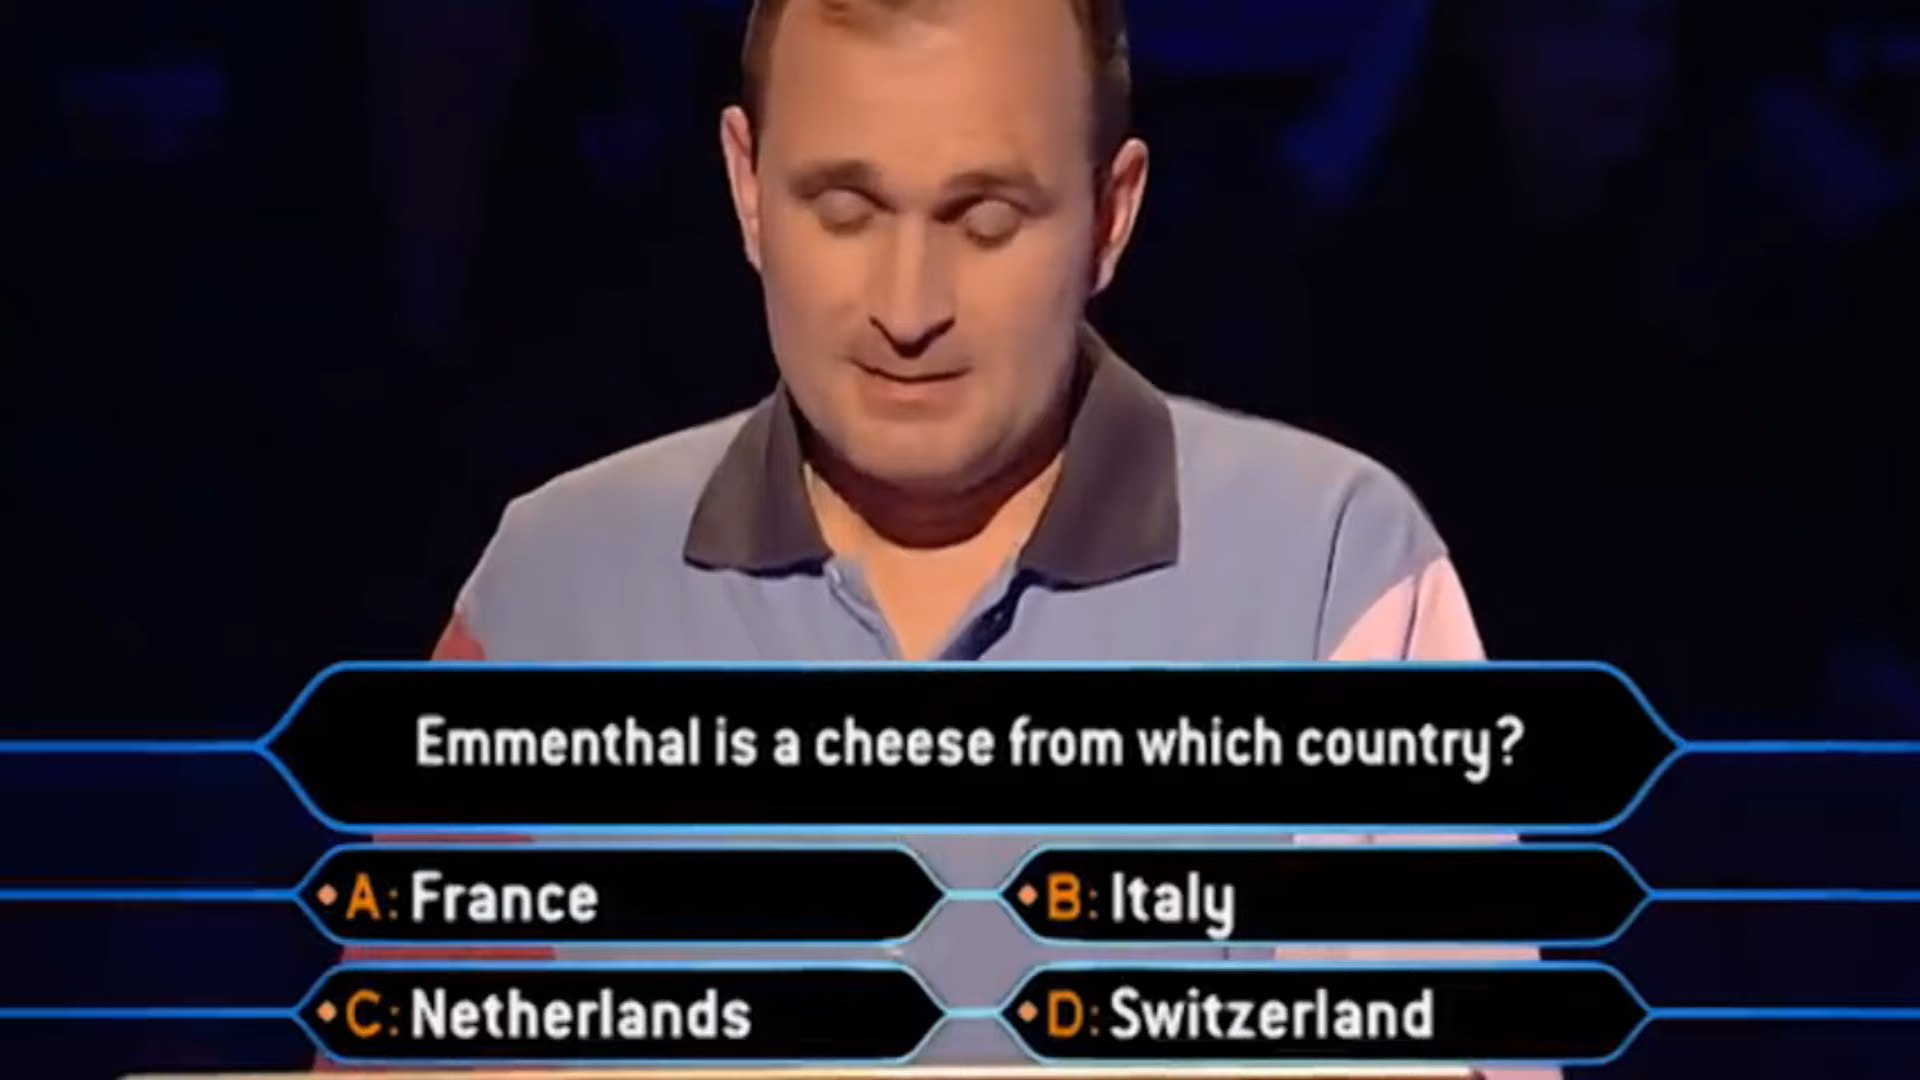 Emmenthal is a cheese from which country?
A: France
B: Italy
C: Netherlands
D: Switzerland